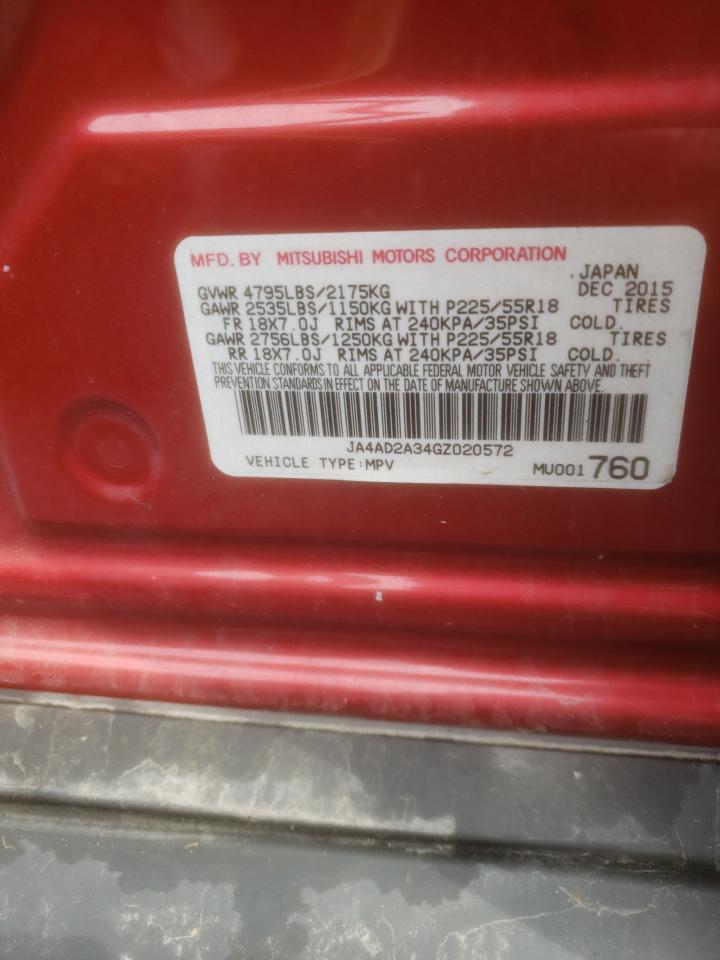 MFD. BY MITSUBISHI MOTORS CORPORATION
.JAPAN
GVWR 4795LBS/2175KG DEC 2015
GAWR 2535LBS/1150KG WITH P225/55R18 TIRES
FR 18X7.0J RIMS AT 240KPA/35PSI COLD.
GAWR 2756LBS/1250KG WITH P225/55R18 TIRES
RR 18X7.0J RIMS AT 240KPA/35PSI COLD.
THIS VEHICLE CONFORMS TO ALL APPLICABLE FEDERAL MOTOR VEHICLE SAFETY AND THEFT
PREVENTION STANDARDS IN EFFECT ON THE DATE OF MANUFACTURE SHOWN ABOVE.
JA4AD2A34GZ020572
VEHICLE TYPE:MPV MU001760